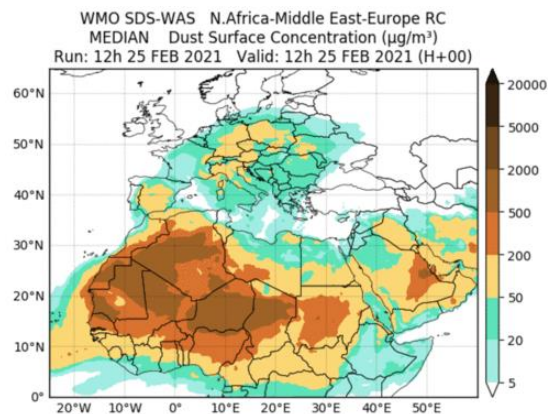 WMO SDS-WAS N.Africa-Middle East-Europe RC
MEDIAN Dust Surface Concentration (µg/m³)
Run: 12h 25 FEB 2021 Valid: 12h 25 FEB 2021 (H+00)
60°N
50°N
40°N
30°N
20°N
10°N
0°
20°W
10°W
0°
10°E
20°E
30°E
40°E
50°E
20000
5000
2000
500
200
50
20
5